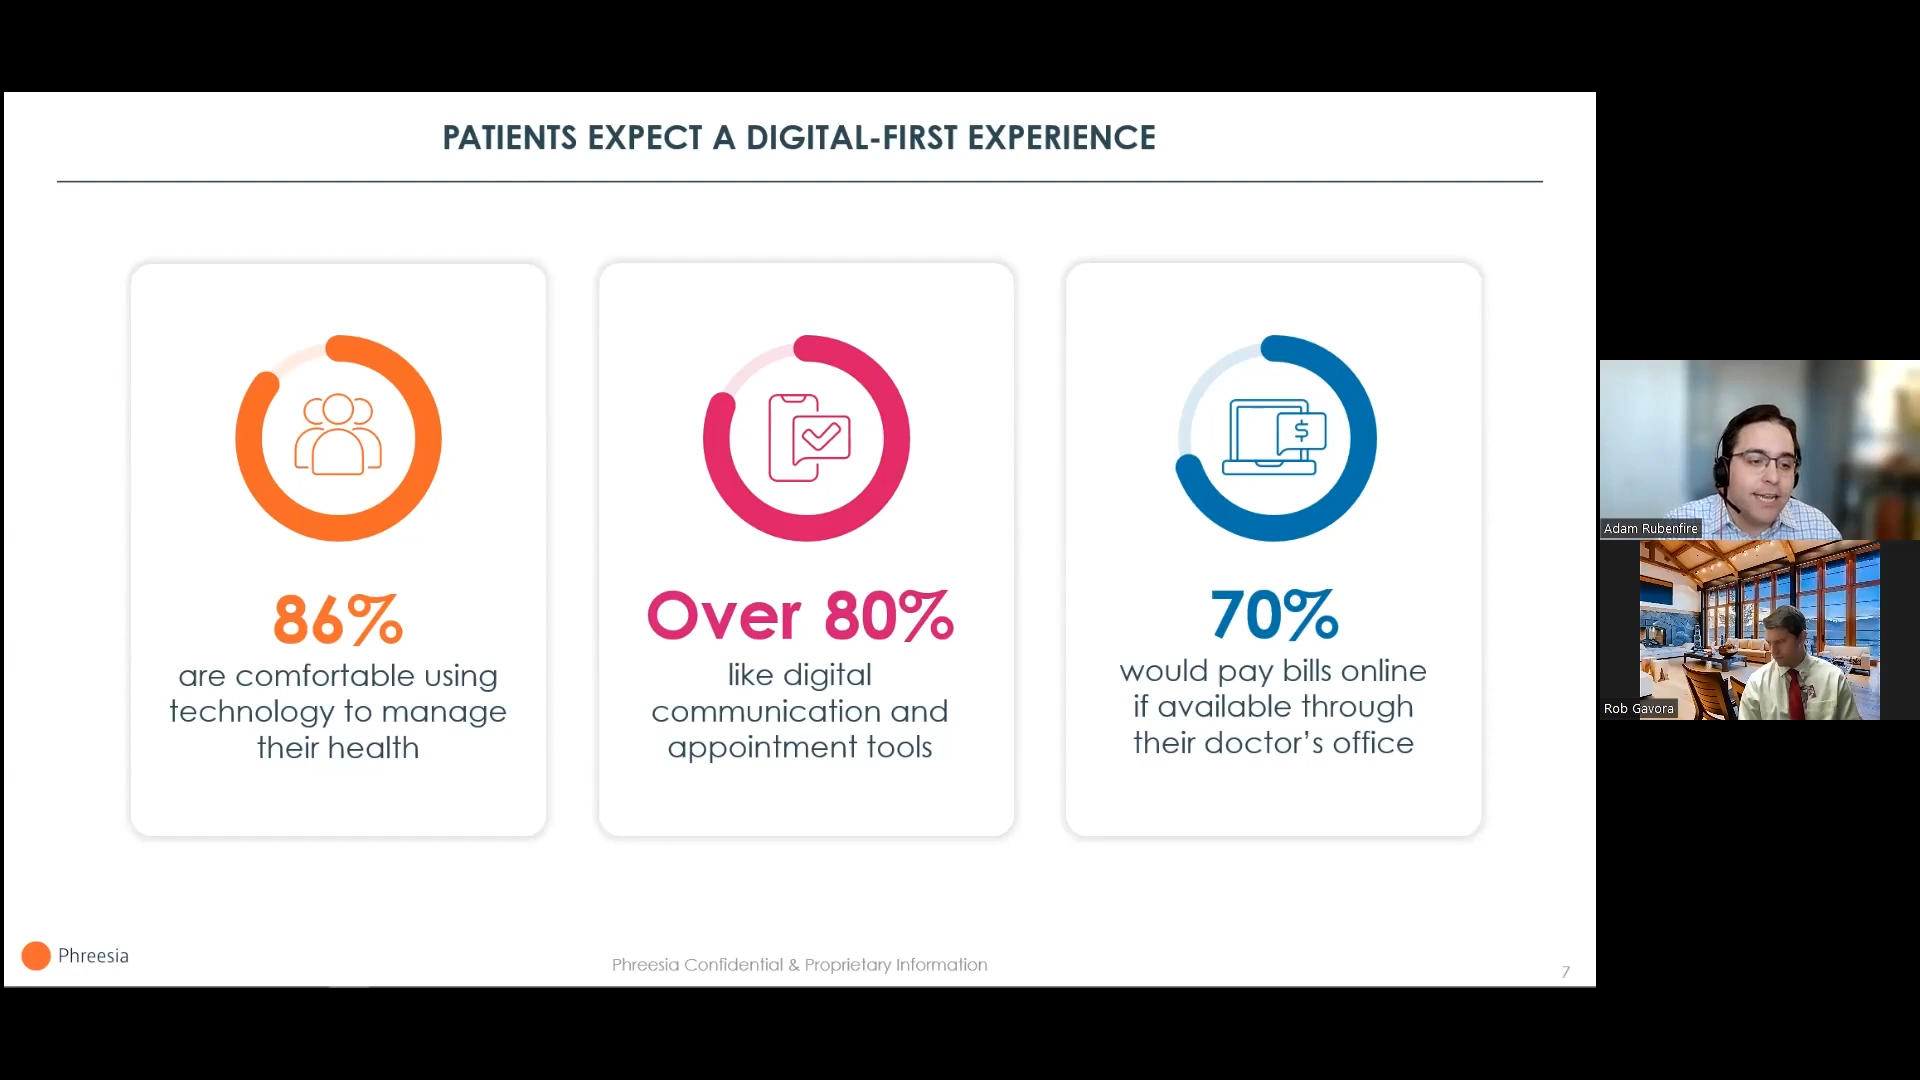 PATIENTS EXPECT A DIGITAL-FIRST EXPERIENCE
86%
are comfortable using
technology to manage
their health
Over 80%
like digital
communication and
appointment tools
$
70%
would pay bills online
if available through
their doctor's office
Phreesia
Phreesia Confidential & Proprietary Information
7
Adam Rubenfire
Rob Gavora